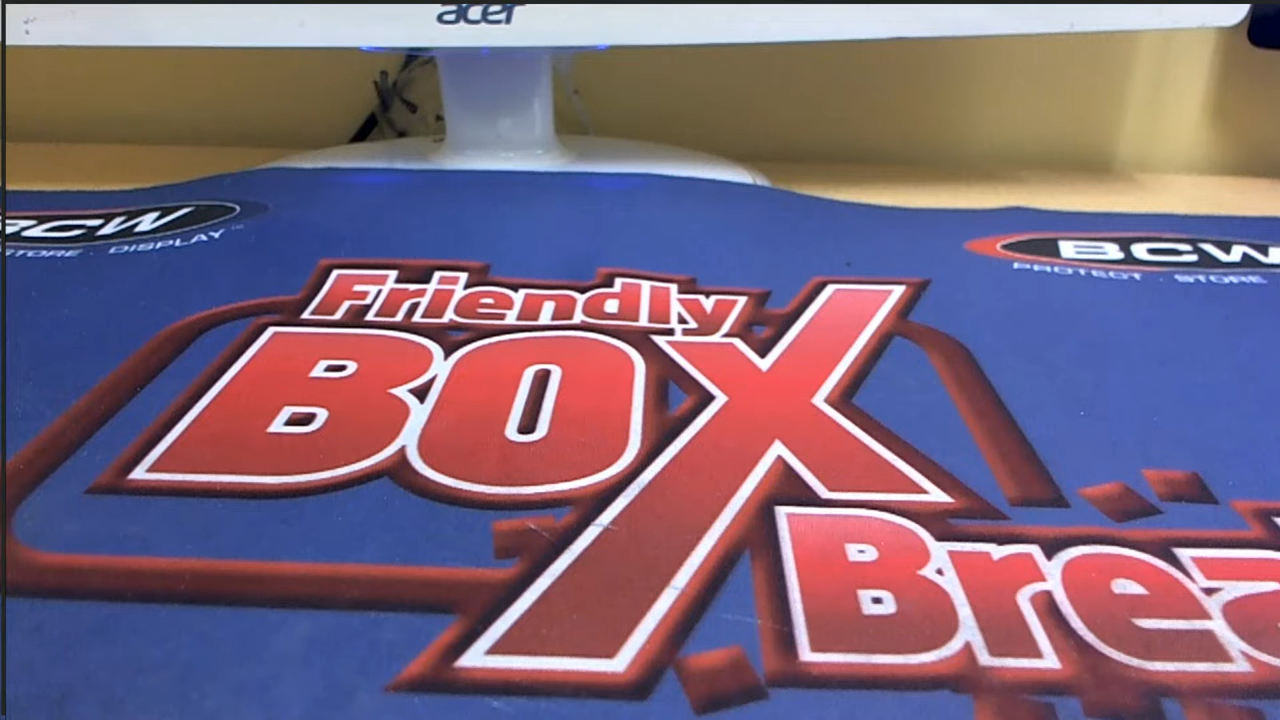 acer
BCW
STORE . DISPLAY
BCW
PROTECT . STORE
Friendly
BOX
Brea